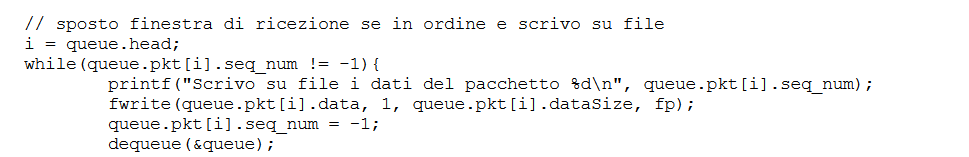 // sposto finestra di ricezione se in ordine e scrivo su file
i = queue.head;
while(queue.pkt[i].seq_num != -1){
        printf("Scrivo su file i dati del pacchetto %d\n", queue.pkt[i].seq_num);
        fwrite(queue.pkt[i].data, 1, queue.pkt[i].dataSize, fp);
        queue.pkt[i].seq_num = -1;
        dequeue(&queue);